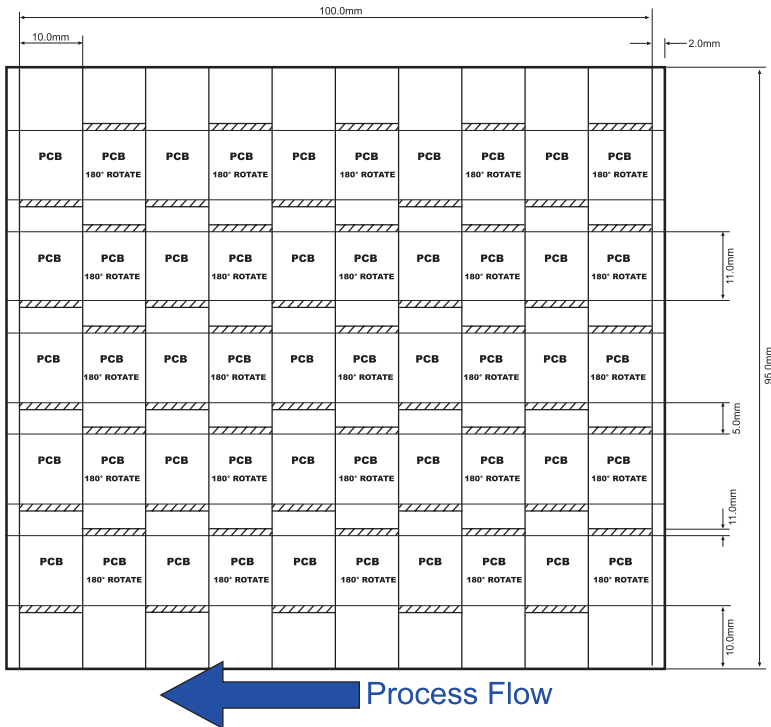 100.0mm
10.0mm
2.0mm
PCB PCB PCB PCB PCB PCB PCB PCB PCB PCB
180° ROTATE 180° ROTATE 180° ROTATE 180° ROTATE 180° ROTATE
PCB PCB PCB PCB PCB PCB PCB PCB PCB PCB
180° ROTATE 180° ROTATE 180° ROTATE 180° ROTATE 180° ROTATE
11.0mm
PCB PCB PCB PCB PCB PCB PCB PCB PCB PCB
180° ROTATE 180° ROTATE 180° ROTATE 180° ROTATE 180° ROTATE
95.0mm
5.0mm
PCB PCB PCB PCB PCB PCB PCB PCB PCB PCB
180° ROTATE 180° ROTATE 180° ROTATE 180° ROTATE 180° ROTATE
11.0mm
PCB PCB PCB PCB PCB PCB PCB PCB PCB PCB
180° ROTATE 180° ROTATE 180° ROTATE 180° ROTATE 180° ROTATE
10.0mm
Process Flow